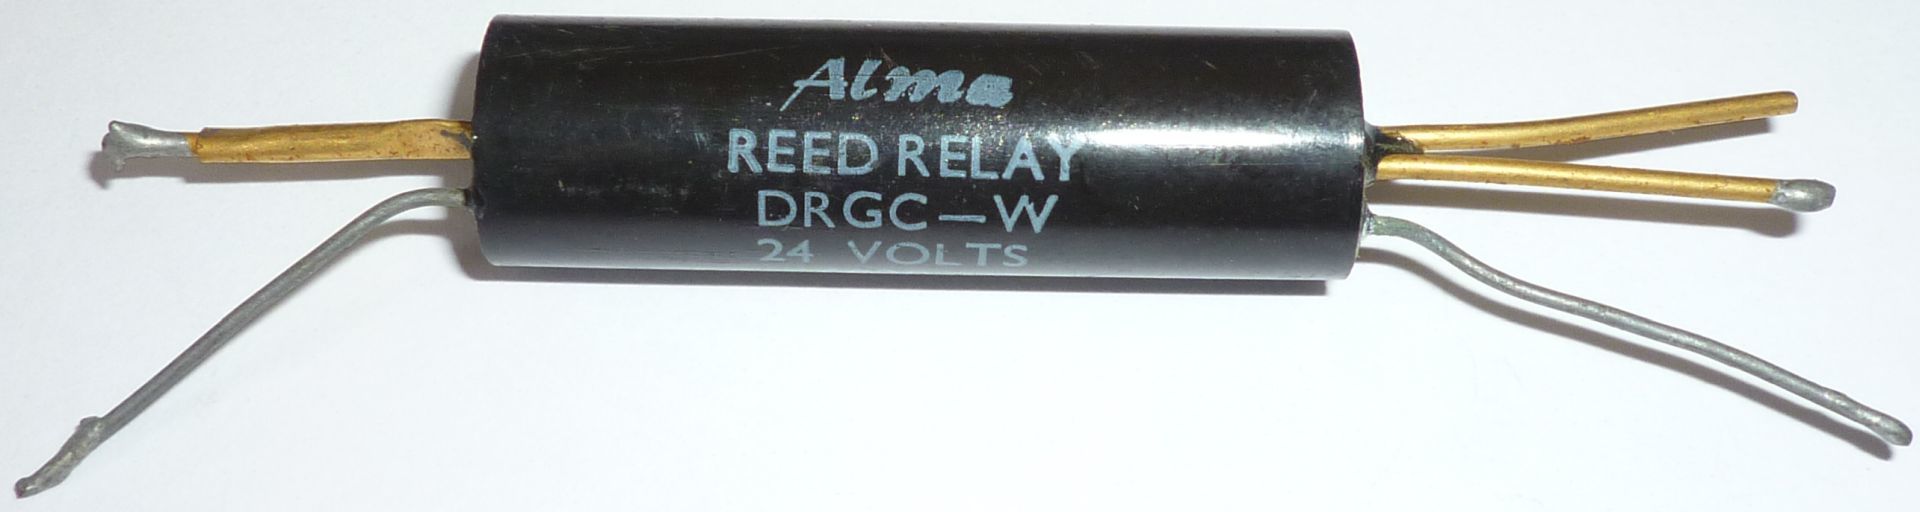 Alma
REED RELAY
DRGC–W
24 VOLTS